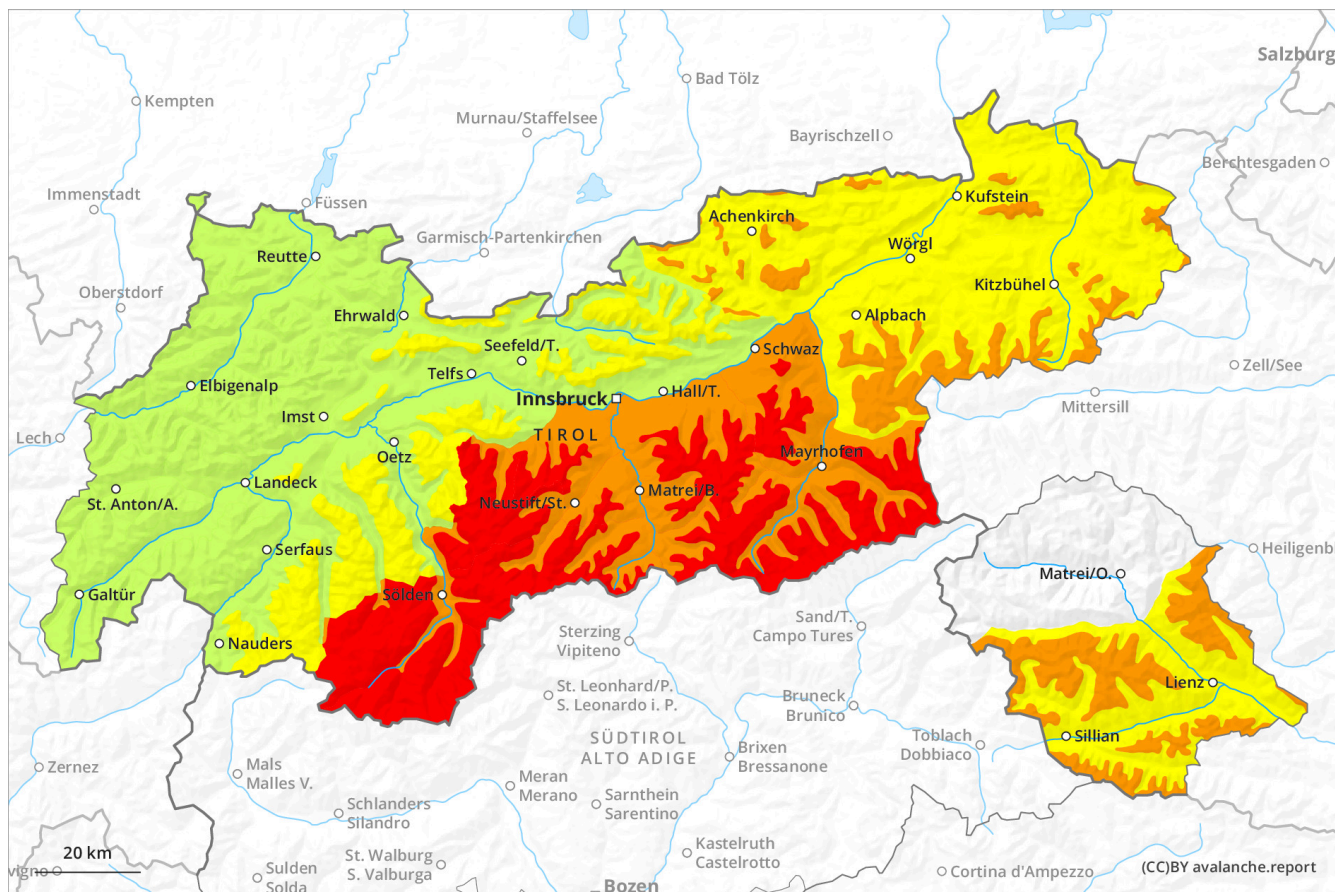 Salzburg
Bad Tölz
Kempten
Murnau/Staffelsee
Bayrischzell
Berchtesgaden
Immenstadt
Füssen
Kufstein
Achenkirch
Garmisch-Partenkirchen
Wörgl
Reutte
Kitzbühel
Oberstdorf
Ehrwald
Alpbach
Seefeld/T.
Schwaz
Zell/See
Telfs
Elbigenalp
Hall/T.
Innsbruck
Mittersill
Imst
Lech
TIROL
Oetz
Mayrhofen
Landeck
Matrei/B.
St. Anton/A.
Neustift/St.
Serfaus
Heiligenb
Matrei/O.
Galtür
Sölden
Sand/T.
Campo Tures
Sterzing
Vipiteno
Nauders
Lienz
St. Leonhard/P.
S. Leonardo i. P.
Bruneck
Brunico
Sillian
Toblach
Dobbiaco
SÜDTIROL
ALTO ADIGE
Brixen
Bressanone
Zernez
Mals
Malles V.
Meran
Merano
Sarnthein
Sarentino
Schlanders
Silandro
Kastelruth
Castelrotto
20 km
St. Walburg
S. Valburga
vigno
Sulden
Solda
Cortina d'Ampezzo
(CC)BY avalanche.report
Bozen